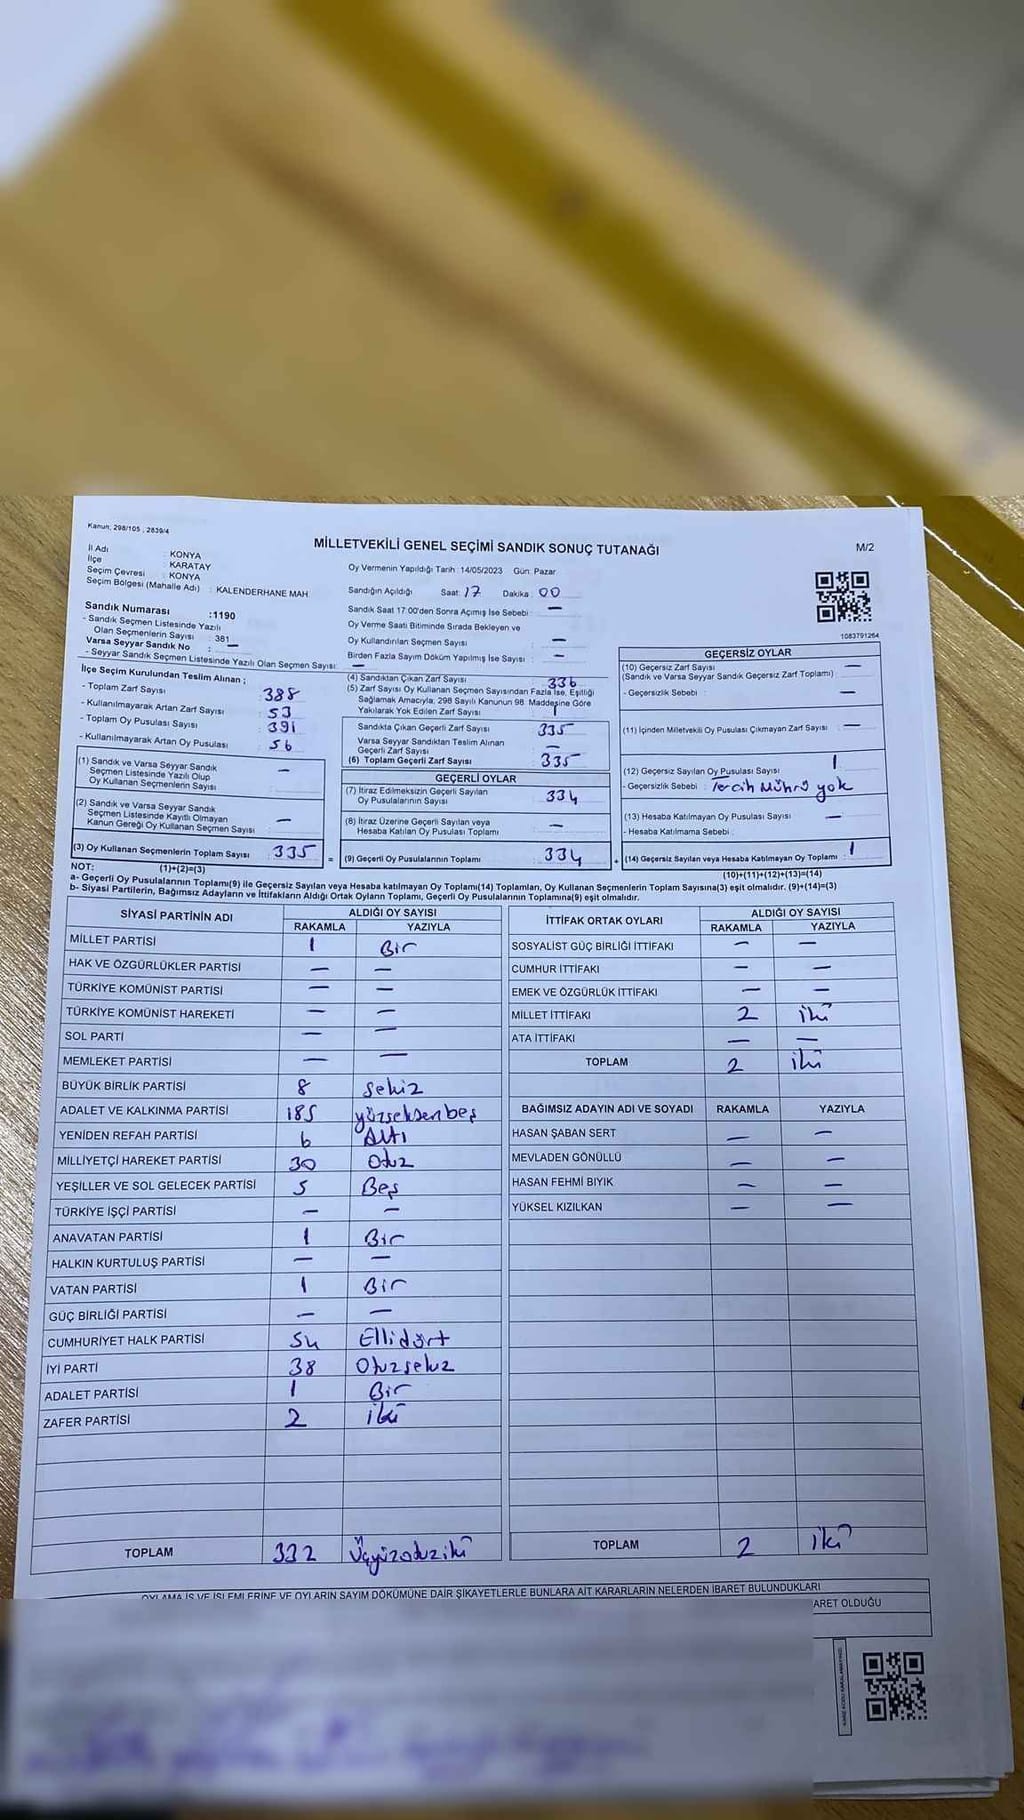 Kanun: 298/105 , 2839/4
MİLLETVEKİLİ GENEL SEÇİMİ SANDIK SONUÇ TUTANAĞI
M/2
İl Adı : KONYA
İlçe : KARATAY
Seçim Çevresi : KONYA
Seçim Bölgesi (Mahalle Adı) : KALENDERHANE MAH
Sandık Numarası :1190
- Sandık Seçmen Listesinde Yazılı
Olan Seçmenlerin Sayısı : 381
Varsa Seyyar Sandık No : —
- Seyyar Sandık Seçmen Listesinde Yazılı Olan Seçmen Sayısı: —
Oy Vermenin Yapıldığı Tarih : 14/05/2023 Gün: Pazar
Sandığın Açıldığı Saat: 17 Dakika : 00
Sandık Saat 17:00'den Sonra Açımış İse Sebebi : —
Oy Verme Saati Bitiminde Sırada Bekleyen ve
Oy Kullandırılan Seçmen Sayısı : —
Birden Fazla Sayım Döküm Yapılmış İse Sayısı : —
1083791264
İlçe Seçim Kurulundan Teslim Alınan ;
- Toplam Zarf Sayısı : 388
- Kullanılmayarak Artan Zarf Sayısı : 53
- Toplam Oy Pusulası Sayısı : 391
- Kullanılmayarak Artan Oy Pusulası : 56
(1) Sandık ve Varsa Seyyar Sandık
Seçmen Listesinde Yazılı Olup
Oy Kullanan Seçmenlerin Sayısı : —
(2) Sandık ve Varsa Seyyar Sandık
Seçmen Listesinde Kayıtlı Olmayan
Kanun Gereği Oy Kullanan Seçmen Sayısı : —
(3) Oy Kullanan Seçmenlerin Toplam Sayısı : 335
(1)+(2)=(3)
(4) Sandıktan Çıkan Zarf Sayısı : 336
(5) Zarf Sayısı Oy Kullanan Seçmen Sayısından Fazla İse, Eşitliği
Sağlamak Amacıyla, 298 Sayılı Kanunun 98. Maddesine Göre
Yakılarak Yok Edilen Zarf Sayısı : 1
Sandıkta Çıkan Geçerli Zarf Sayısı : 335
Varsa Seyyar Sandıktan Teslim Alınan
Geçerli Zarf Sayısı : —
(6) Toplam Geçerli Zarf Sayısı : 335
GEÇERLİ OYLAR
(7) İtiraz Edilmeksizin Geçerli Sayılan
Oy Pusulalarının Sayısı : 334
(8) İtiraz Üzerine Geçerli Sayılan veya
Hesaba Katılan Oy Pusulası Toplamı : —
= (9) Geçerli Oy Pusulalarının Toplamı : 334
GEÇERSİZ OYLAR
(10) Geçersiz Zarf Sayısı : —
(Sandık ve Varsa Seyyar Sandık Geçersiz Zarf Toplamı)
- Geçersizlik Sebebi : —
(11) İçinden Milletvekili Oy Pusulası Çıkmayan Zarf Sayısı : —
(12) Geçersiz Sayılan Oy Pusulası Sayısı : 1
- Geçersizlik Sebebi : Tercih Mührü yok
(13) Hesaba Katılmayan Oy Pusulası Sayısı : —
- Hesaba Katılmama Sebebi :
+ (14) Geçersiz Sayılan veya Hesaba Katılmayan Oy Toplamı : 1
(10)+(11)+(12)+(13)=(14)
NOT:
a- Geçerli Oy Pusulalarının Toplamı(9) ile Geçersiz Sayılan veya Hesaba katılmayan Oy Toplamı(14) Toplamları, Oy Kullanan Seçmenlerin Toplam Sayısına(3) eşit olmalıdır. (9)+(14)=(3)
b- Siyasi Partilerin, Bağımsız Adayların ve İttifakların Aldığı Ortak Oyların Toplamı, Geçerli Oy Pusulalarının Toplamına(9) eşit olmalıdır.
SİYASİ PARTİNİN ADI ALDIĞI OY SAYISI
RAKAMLA YAZIYLA
MİLLET PARTİSİ 1 Bir
HAK VE ÖZGÜRLÜKLER PARTİSİ — —
TÜRKİYE KOMÜNİST PARTİSİ — —
TÜRKİYE KOMÜNİST HAREKETİ — —
SOL PARTİ — —
MEMLEKET PARTİSİ — —
BÜYÜK BİRLİK PARTİSİ 8 sekiz
ADALET VE KALKINMA PARTİSİ 185 yüzseksenbeş
YENİDEN REFAH PARTİSİ 6 Altı
MİLLİYETÇİ HAREKET PARTİSİ 30 Otuz
YEŞİLLER VE SOL GELECEK PARTİSİ 5 Beş
TÜRKİYE İŞÇİ PARTİSİ — —
ANAVATAN PARTİSİ 1 Bir
HALKIN KURTULUŞ PARTİSİ — —
VATAN PARTİSİ 1 Bir
GÜÇ BİRLİĞİ PARTİSİ — —
CUMHURİYET HALK PARTİSİ 54 Ellidört
İYİ PARTİ 38 Otuzsekiz
ADALET PARTİSİ 1 Bir
ZAFER PARTİSİ 2 iki
TOPLAM 332 Üçyüzotuziki
İTTİFAK ORTAK OYLARI ALDIĞI OY SAYISI
RAKAMLA YAZIYLA
SOSYALİST GÜÇ BİRLİĞİ İTTİFAKI — —
CUMHUR İTTİFAKI — —
EMEK VE ÖZGÜRLÜK İTTİFAKI — —
MİLLET İTTİFAKI 2 iki
ATA İTTİFAKI — —
TOPLAM 2 iki
BAĞIMSIZ ADAYIN ADI VE SOYADI RAKAMLA YAZIYLA
HASAN ŞABAN SERT — —
MEVLADEN GÖNÜLLÜ — —
HASAN FEHMİ BIYIK — —
YÜKSEL KIZILKAN — —
TOPLAM 2 iki
OYLAMA İŞ VE İŞLEMLERİNE VE OYLARIN SAYIM DÖKÜMÜNE DAİR ŞİKAYETLERLE BUNLARA AİT KARARLARIN NELERDEN İBARET BULUNDUKLARI
ARET OLDUĞU